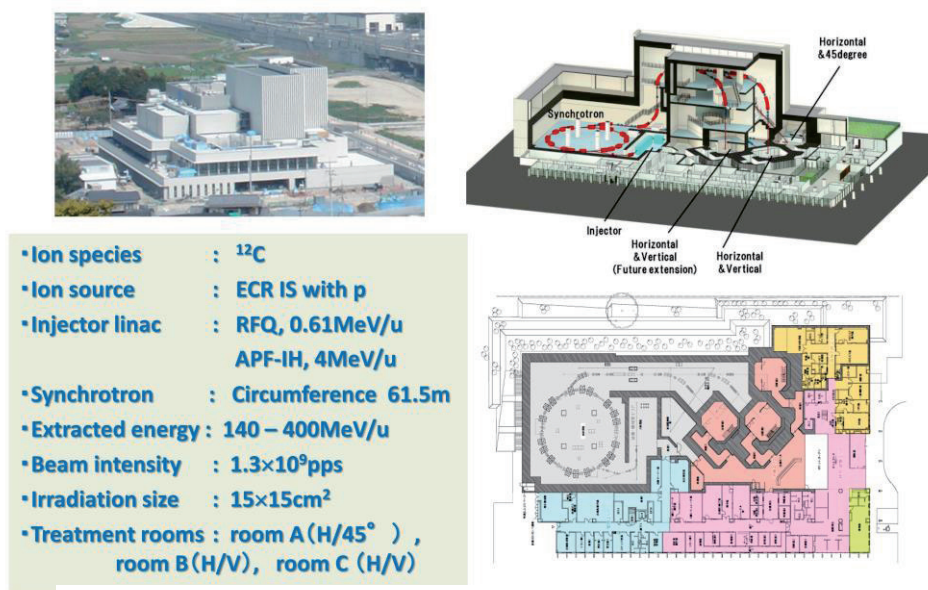 Horizontal
&45degree
Synchrotron
Injector
Horizontal
&Vertical
(Future extension)
Horizontal
&Vertical
・Ion species : ¹²C
・Ion source : ECR IS with p
・Injector linac : RFQ, 0.61MeV/u
APF-IH, 4MeV/u
・Synchrotron : Circumference 61.5m
・Extracted energy : 140 – 400MeV/u
・Beam intensity : 1.3×10⁹pps
・Irradiation size : 15×15cm²
・Treatment rooms : room A(H/45°),
room B(H/V), room C (H/V)